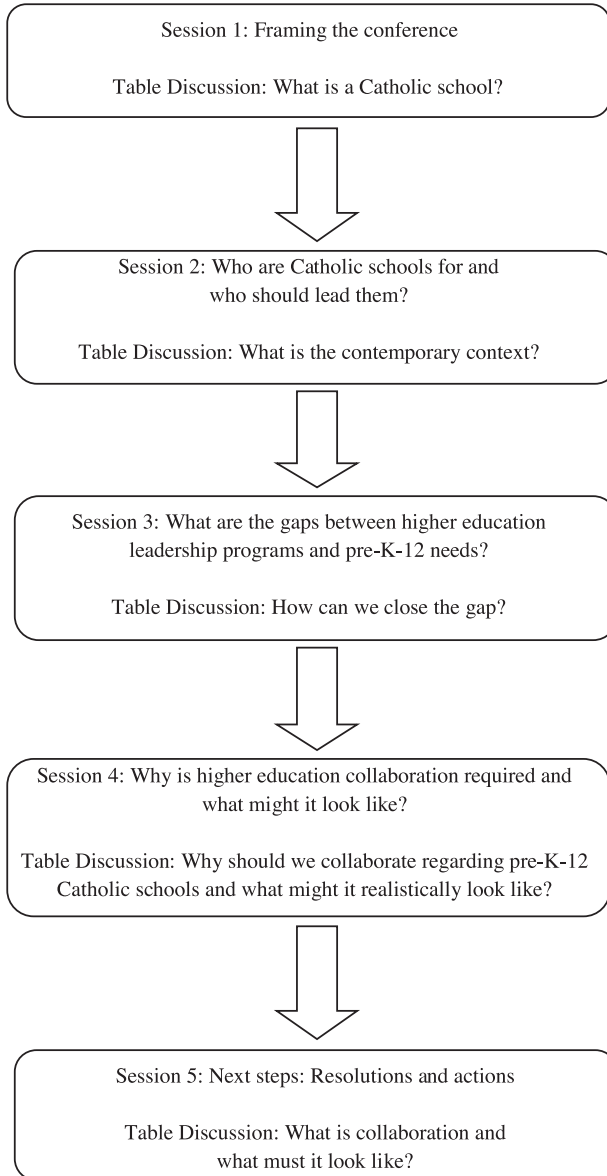 Session 1: Framing the conference
Table Discussion: What is a Catholic school?
Session 2: Who are Catholic schools for and
who should lead them?
Table Discussion: What is the contemporary context?
Session 3: What are the gaps between higher education
leadership programs and pre-K-12 needs?
Table Discussion: How can we close the gap?
Session 4: Why is higher education collaboration required and
what might it look like?
Table Discussion: Why should we collaborate regarding pre-K-12
Catholic schools and what might it realistically look like?
Session 5: Next steps: Resolutions and actions
Table Discussion: What is collaboration and
what must it look like?